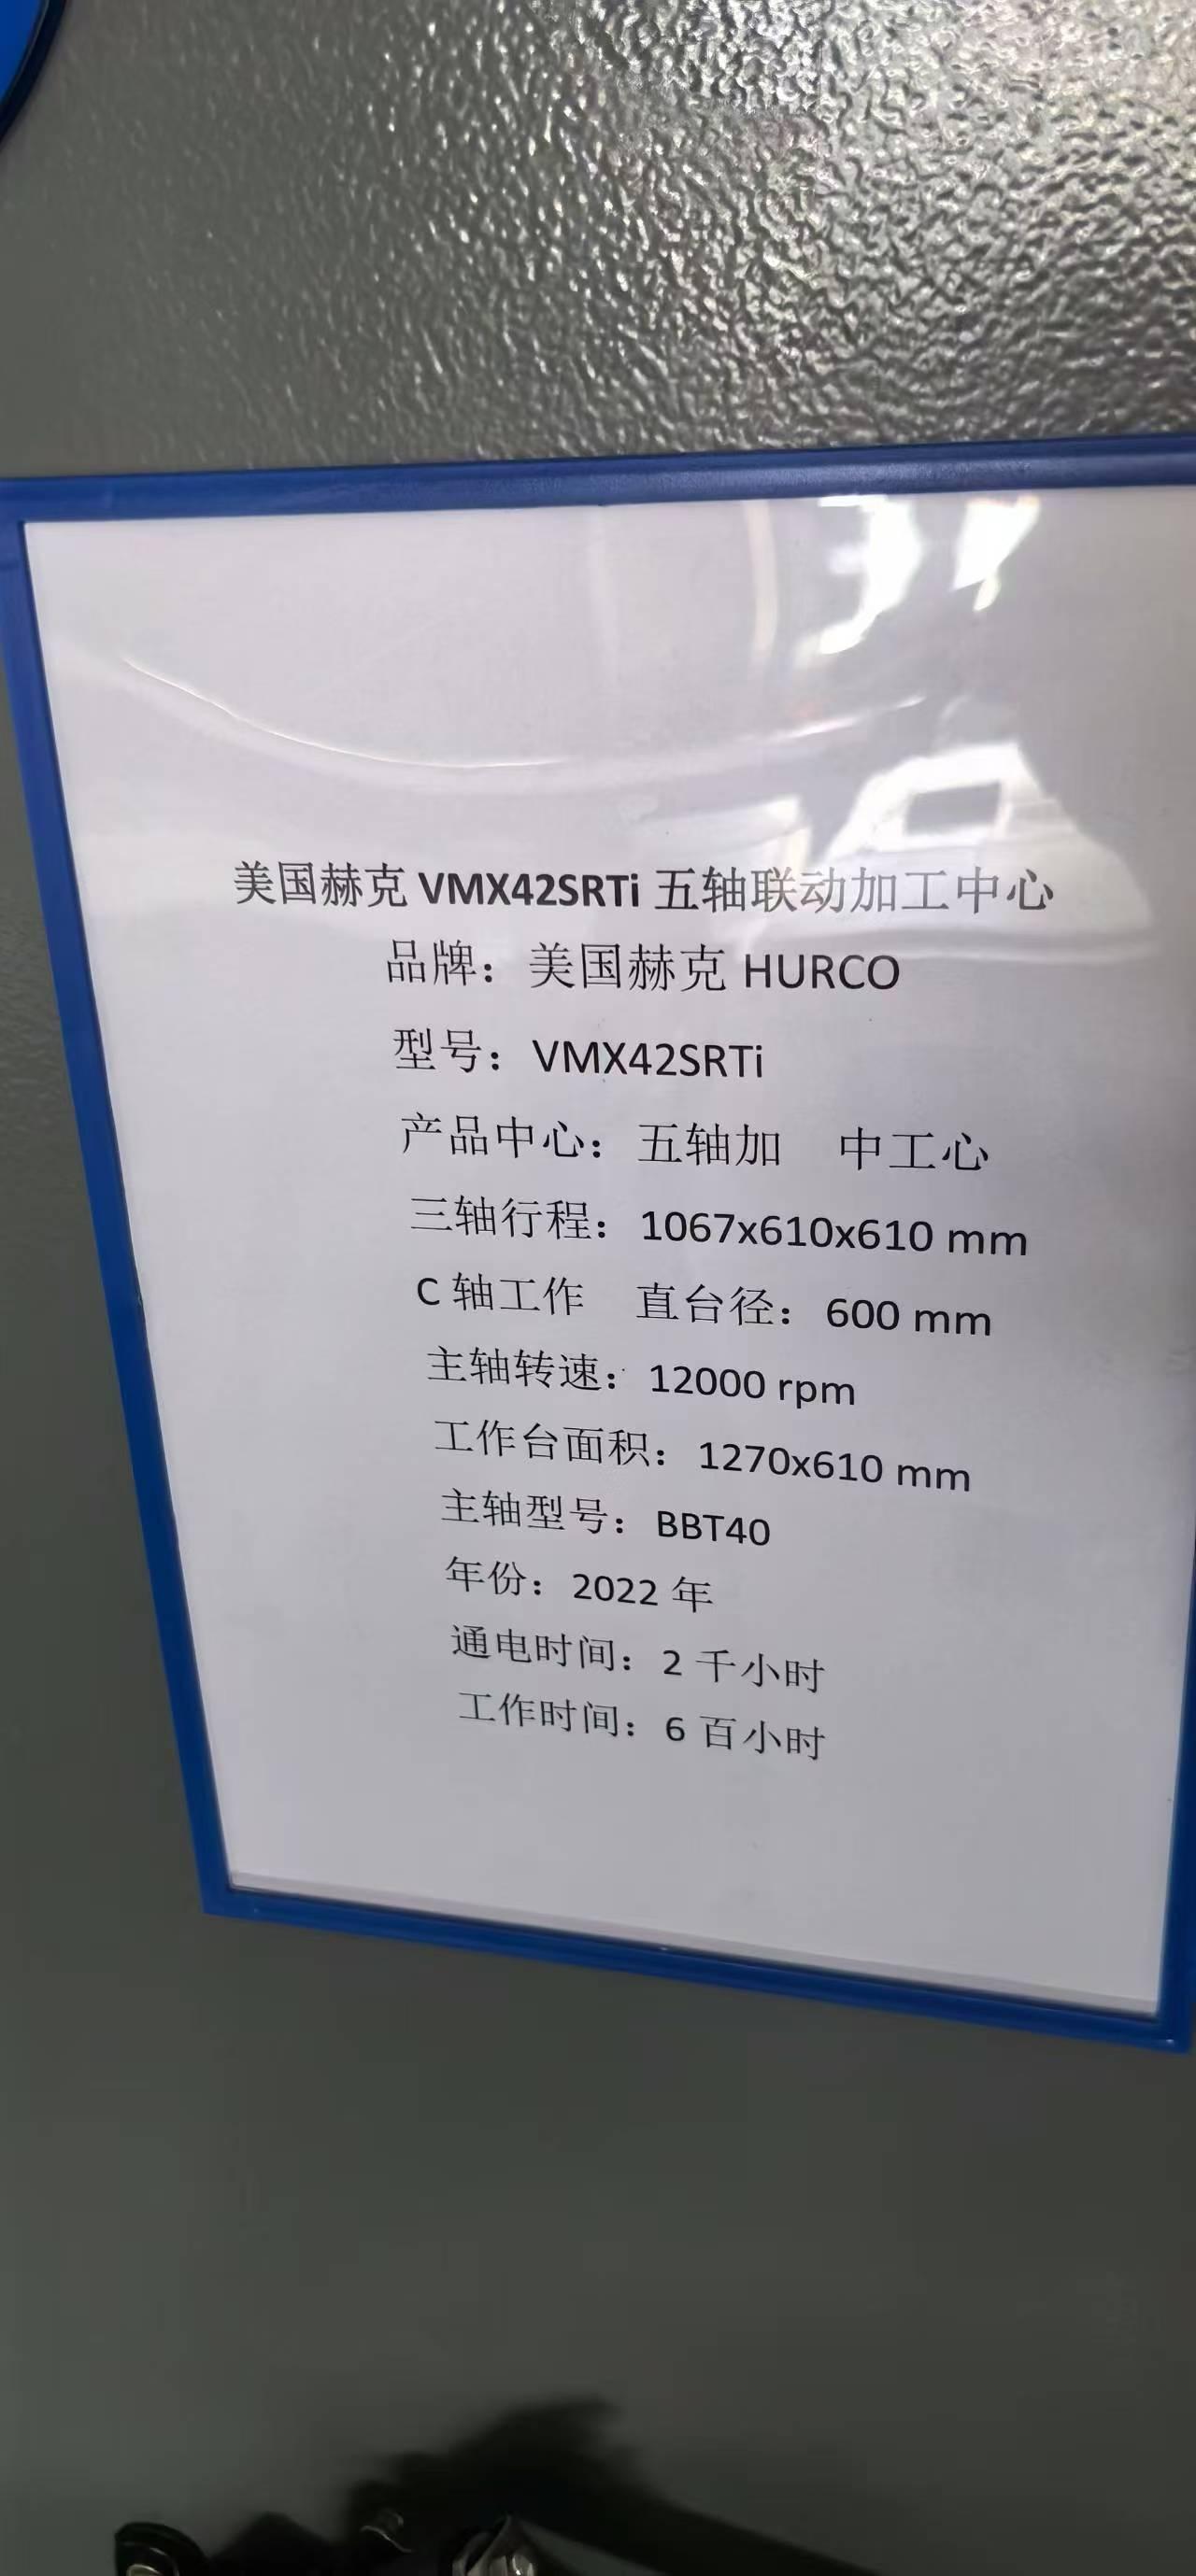 美国赫克 VMX42SRTi 五轴联动加工中心
品牌：美国赫克 HURCO
型号：VMX42SRTi
产品中心：五轴加 中工心
三轴行程：1067x610x610 mm
C 轴工作 直台径：600 mm
主轴转速：12000 rpm
工作台面积：1270x610 mm
主轴型号：BBT40
年份：2022 年
通电时间：2 千小时
工作时间：6 百小时